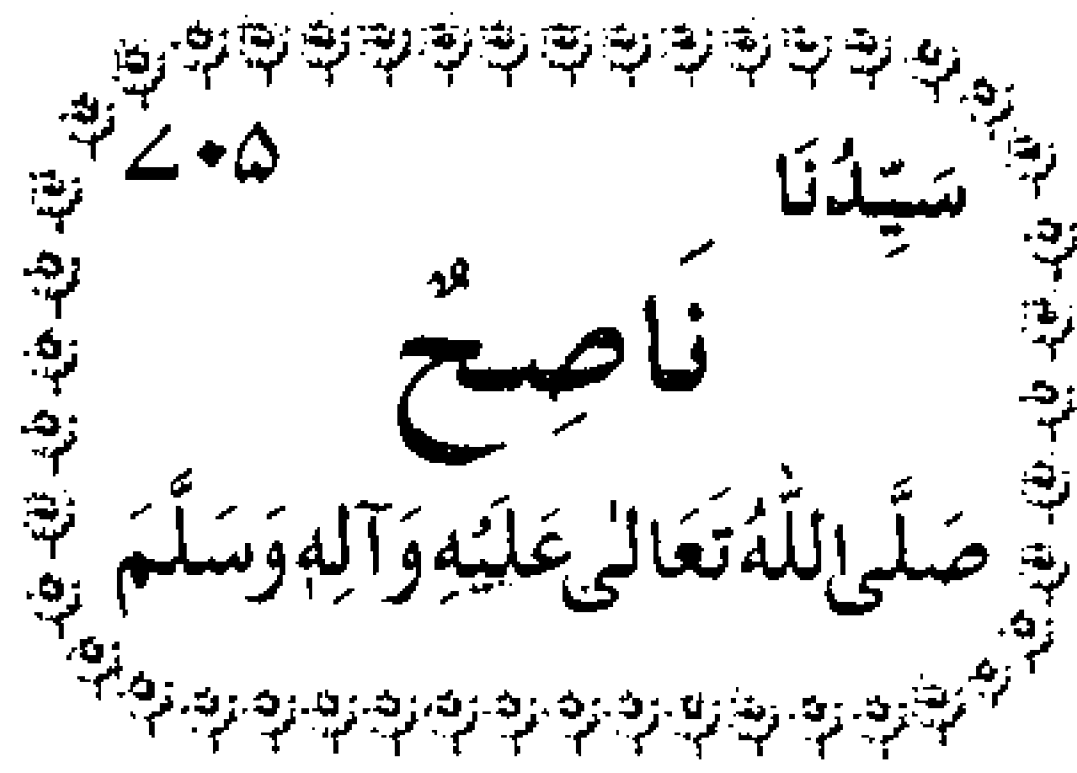 سَيِّدُنَا ۷۰۵
نَاصِحٌ
صَلَّى اللّٰهُ تَعَالٰى عَلَيْهِ وَآلِهٖ وَسَلَّمَ